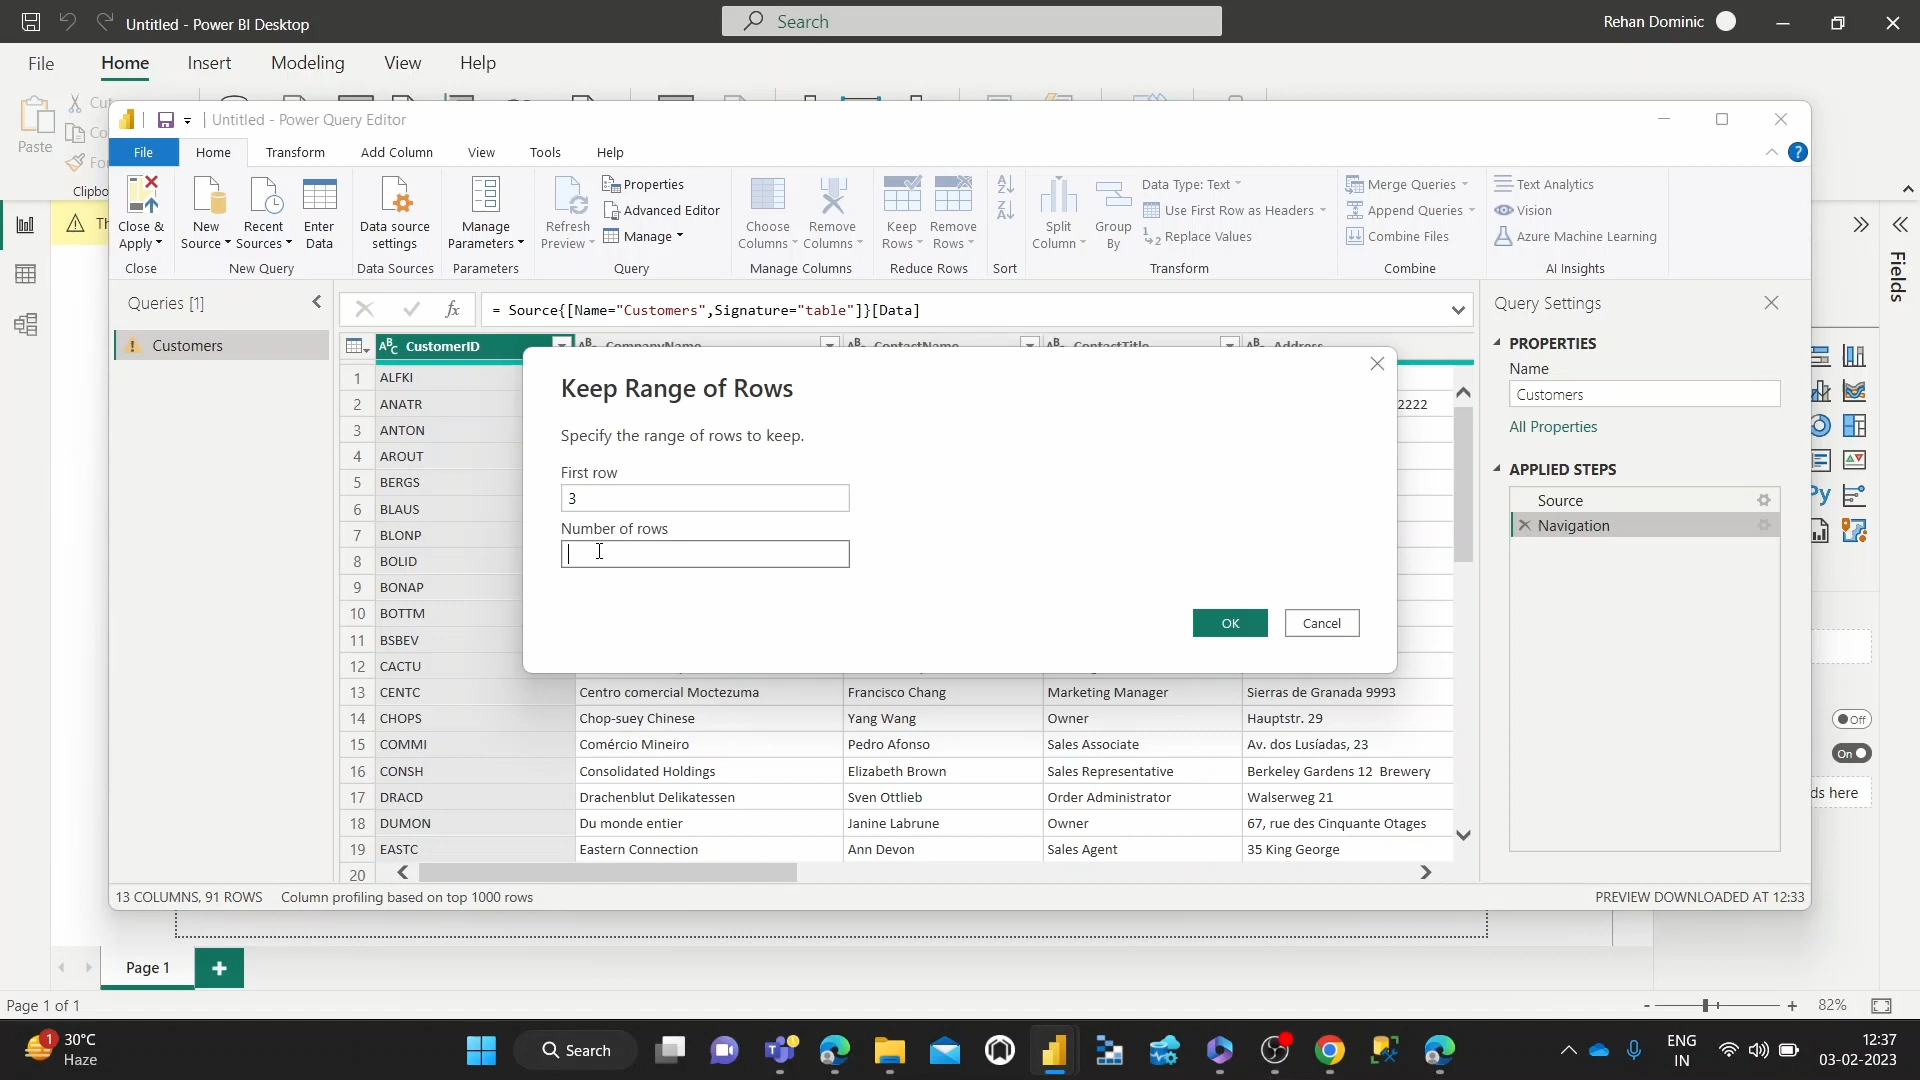 Untitled - Power BI Desktop
Search
Rehan Dominic
File
Home
Insert
Modeling
View
Help
Paste
Untitled - Power Query Editor
File
Home
Transform
Add Column
View
Tools
Help
Close & Apply
New Source
Recent Sources
Enter Data
Data source settings
Manage Parameters
Refresh Preview
Properties
Advanced Editor
Manage
Choose Columns
Remove Columns
Keep Rows
Remove Rows
Split Column
Group By
Data Type: Text
Use First Row as Headers
Replace Values
Merge Queries
Append Queries
Combine Files
Text Analytics
Vision
Azure Machine Learning
Close
New Query
Data Sources
Parameters
Query
Manage Columns
Reduce Rows
Sort
Transform
Combine
AI Insights
Queries [1]
Customers
= Source{[Name="Customers",Signature="table"]}[Data]
CustomerID CompanyName ContactName ContactTitle Address
1 ALFKI
2 ANATR 2222
3 ANTON
4 AROUT
5 BERGS
6 BLAUS
7 BLONP
8 BOLID
9 BONAP
10 BOTTM
11 BSBEV
12 CACTU
13 CENTC Centro comercial Moctezuma Francisco Chang Marketing Manager Sierras de Granada 9993
14 CHOPS Chop-suey Chinese Yang Wang Owner Hauptstr. 29
15 COMMI Comércio Mineiro Pedro Afonso Sales Associate Av. dos Lusíadas, 23
16 CONSH Consolidated Holdings Elizabeth Brown Sales Representative Berkeley Gardens 12 Brewery
17 DRACD Drachenblut Delikatessen Sven Ottlieb Order Administrator Walserweg 21
18 DUMON Du monde entier Janine Labrune Owner 67, rue des Cinquante Otages
19 EASTC Eastern Connection Ann Devon Sales Agent 35 King George
20
Keep Range of Rows
Specify the range of rows to keep.
First row
3
Number of rows
OK
Cancel
Query Settings
PROPERTIES
Name
Customers
All Properties
APPLIED STEPS
Source
Navigation
Fields
Off
On
ds here
13 COLUMNS, 91 ROWS
Column profiling based on top 1000 rows
PREVIEW DOWNLOADED AT 12:33
Page 1
Page 1 of 1
82%
30°C
Haze
Search
ENG
IN
12:37
03-02-2023